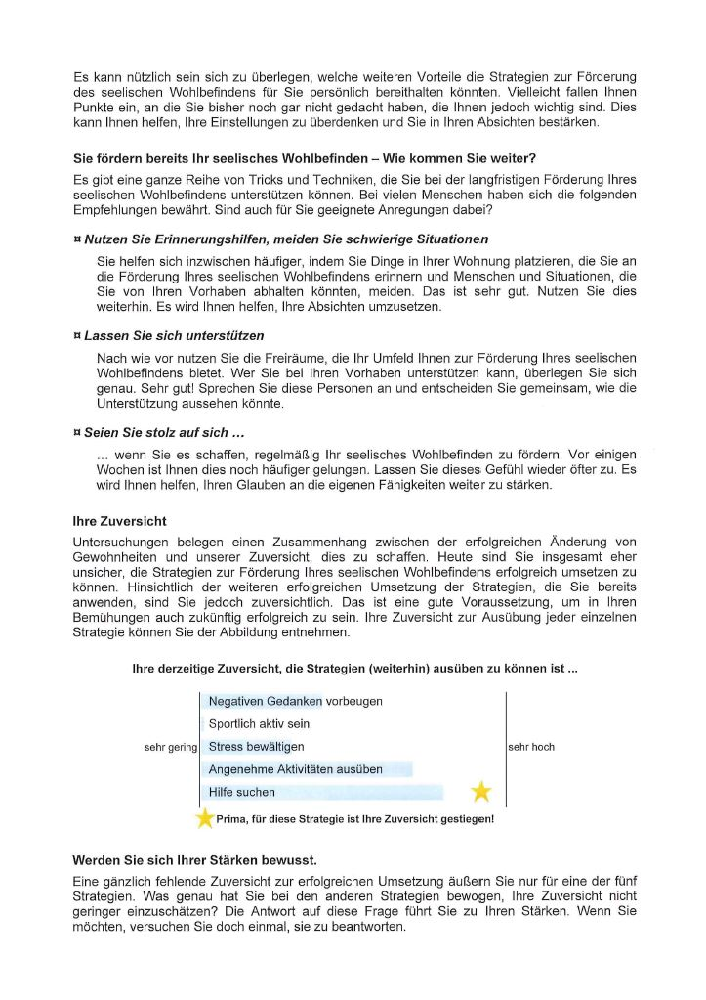 Es kann nützlich sein sich zu überlegen, welche weiteren Vorteile die Strategien zur Förderung
des seelischen Wohlbefindens für Sie persönlich bereithalten könnten. Vielleicht fallen Ihnen
Punkte ein, an die Sie bisher noch gar nicht gedacht haben, die Ihnen jedoch wichtig sind. Dies
kann Ihnen helfen, Ihre Einstellungen zu überdenken und Sie in Ihren Absichten bestärken.
Sie fördern bereits Ihr seelisches Wohlbefinden – Wie kommen Sie weiter?
Es gibt eine ganze Reihe von Tricks und Techniken, die Sie bei der langfristigen Förderung Ihres
seelischen Wohlbefindens unterstützen können. Bei vielen Menschen haben sich die folgenden
Empfehlungen bewährt. Sind auch für Sie geeignete Anregungen dabei?
¤ Nutzen Sie Erinnerungshilfen, meiden Sie schwierige Situationen
Sie helfen sich inzwischen häufiger, indem Sie Dinge in Ihrer Wohnung platzieren, die Sie an
die Förderung Ihres seelischen Wohlbefindens erinnern und Menschen und Situationen, die
Sie von Ihren Vorhaben abhalten könnten, meiden. Das ist sehr gut. Nutzen Sie dies
weiterhin. Es wird Ihnen helfen, Ihre Absichten umzusetzen.
¤ Lassen Sie sich unterstützen
Nach wie vor nutzen Sie die Freiräume, die Ihr Umfeld Ihnen zur Förderung Ihres seelischen
Wohlbefindens bietet. Wer Sie bei Ihren Vorhaben unterstützen kann, überlegen Sie sich
genau. Sehr gut! Sprechen Sie diese Personen an und entscheiden Sie gemeinsam, wie die
Unterstützung aussehen könnte.
¤ Seien Sie stolz auf sich ...
... wenn Sie es schaffen, regelmäßig Ihr seelisches Wohlbefinden zu fördern. Vor einigen
Wochen ist Ihnen dies noch häufiger gelungen. Lassen Sie dieses Gefühl wieder öfter zu. Es
wird Ihnen helfen, Ihren Glauben an die eigenen Fähigkeiten weiter zu stärken.
Ihre Zuversicht
Untersuchungen belegen einen Zusammenhang zwischen der erfolgreichen Änderung von
Gewohnheiten und unserer Zuversicht, dies zu schaffen. Heute sind Sie insgesamt eher
unsicher, die Strategien zur Förderung Ihres seelischen Wohlbefindens erfolgreich umsetzen zu
können. Hinsichtlich der weiteren erfolgreichen Umsetzung der Strategien, die Sie bereits
anwenden, sind Sie jedoch zuversichtlich. Das ist eine gute Voraussetzung, um in Ihren
Bemühungen auch zukünftig erfolgreich zu sein. Ihre Zuversicht zur Ausübung jeder einzelnen
Strategie können Sie der Abbildung entnehmen.
Ihre derzeitige Zuversicht, die Strategien (weiterhin) ausüben zu können ist ...
Negativen Gedanken vorbeugen
Sportlich aktiv sein
sehr gering Stress bewältigen sehr hoch
Angenehme Aktivitäten ausüben
Hilfe suchen
Prima, für diese Strategie ist Ihre Zuversicht gestiegen!
Werden Sie sich Ihrer Stärken bewusst.
Eine gänzlich fehlende Zuversicht zur erfolgreichen Umsetzung äußern Sie nur für eine der fünf
Strategien. Was genau hat Sie bei den anderen Strategien bewogen, Ihre Zuversicht nicht
geringer einzuschätzen? Die Antwort auf diese Frage führt Sie zu Ihren Stärken. Wenn Sie
möchten, versuchen Sie doch einmal, sie zu beantworten.